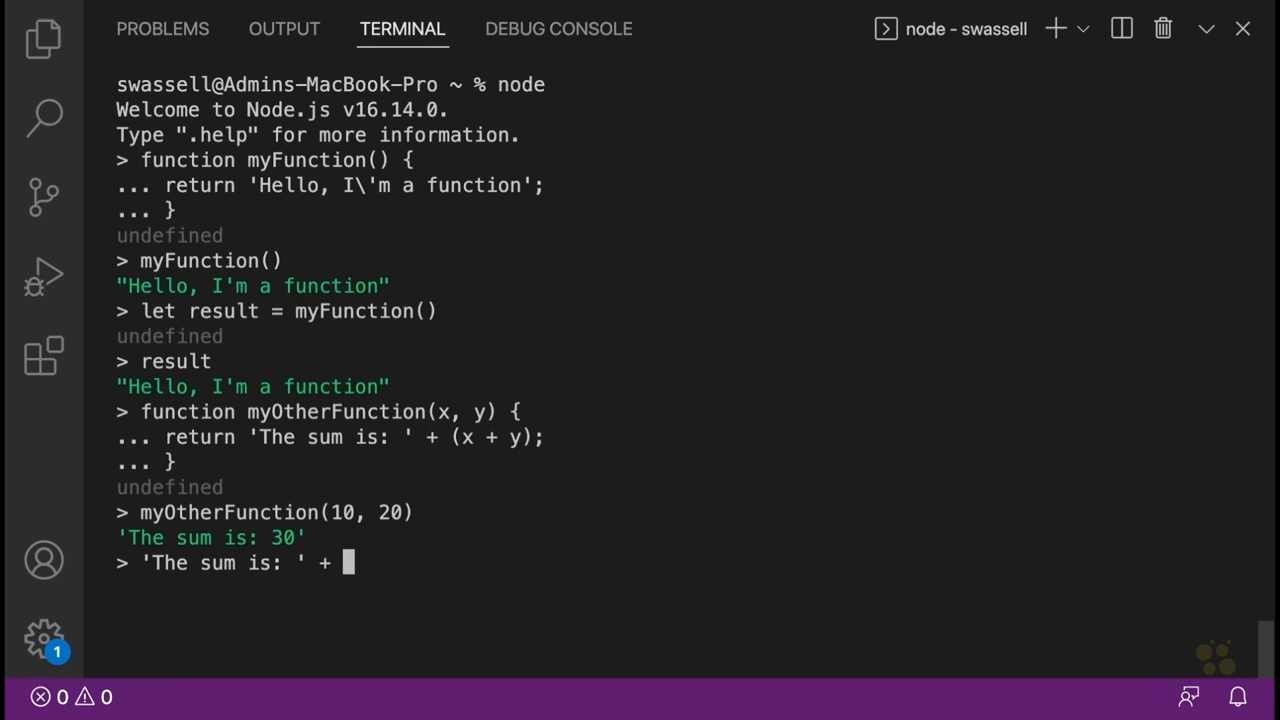 PROBLEMS OUTPUT TERMINAL DEBUG CONSOLE node - swassell
swassell@Admins-MacBook-Pro ~ % node
Welcome to Node.js v16.14.0.
Type ".help" for more information.
> function myFunction() {
... return 'Hello, I\'m a function';
... }
undefined
> myFunction()
"Hello, I'm a function"
> let result = myFunction()
undefined
> result
"Hello, I'm a function"
> function myOtherFunction(x, y) {
... return 'The sum is: ' + (x + y);
... }
undefined
> myOtherFunction(10, 20)
'The sum is: 30'
> 'The sum is: ' +
1
0 0